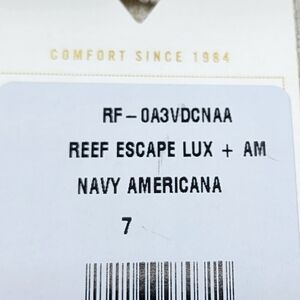 COMFORT SINCE 1984
RF-0A3VDCNAA
REEF ESCAPE LUX + AM
NAVY AMERICANA
7